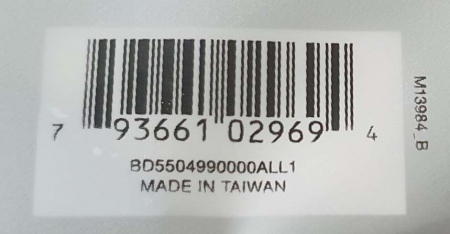 7 93661 02969 4
BD5504990000ALL1
MADE IN TAIWAN
M13984_B